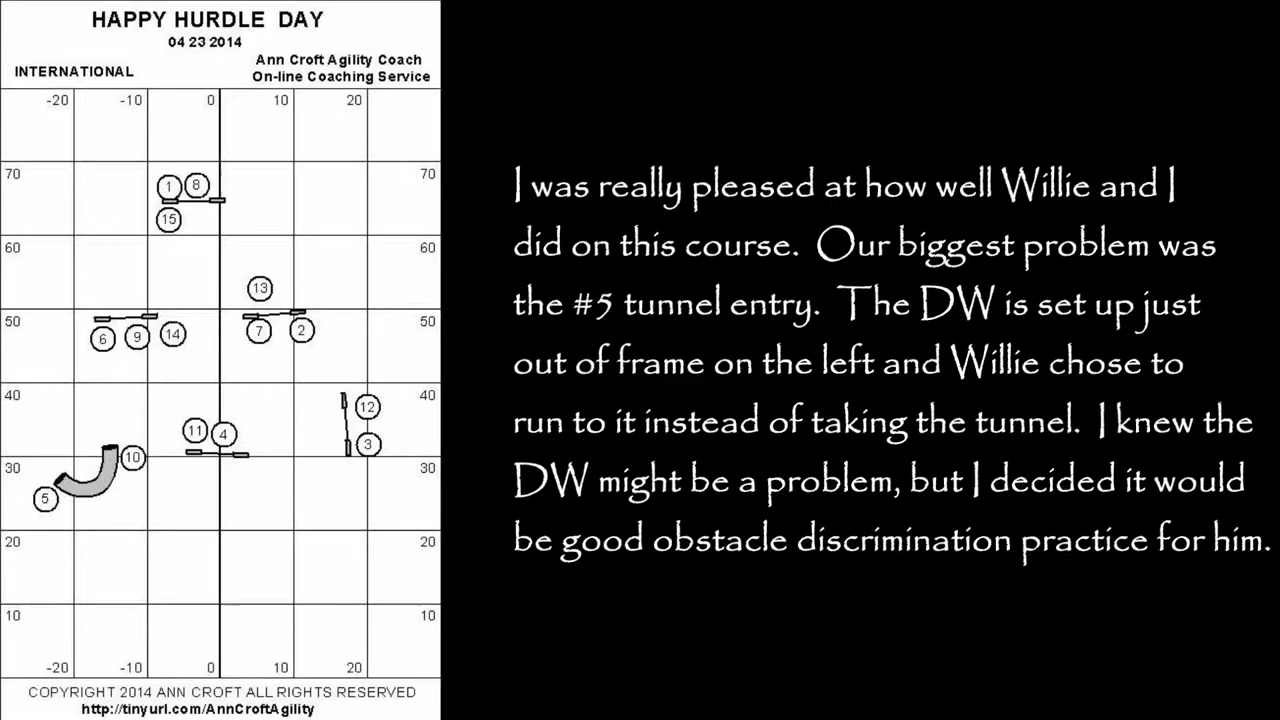 HAPPY HURDLE DAY
04 23 2014
Ann Croft Agility Coach
INTERNATIONAL
On-line Coaching Service
-20 -10 0 10 20
70 70
1 8
15
60 60
13
50 50
6 9 14 7 2
40 40
12
11 4
3
10
30 30
5
20 20
10 10
-20 -10 0 10 20
COPYRIGHT 2014 ANN CROFT ALL RIGHTS RESERVED
http://tinyurl.com/AnnCroftAgility
I was really pleased at how well Willie and I
did on this course. Our biggest problem was
the #5 tunnel entry. The DW is set up just
out of frame on the left and Willie chose to
run to it instead of taking the tunnel. I knew the
DW might be a problem, but I decided it would
be good obstacle discrimination practice for him.